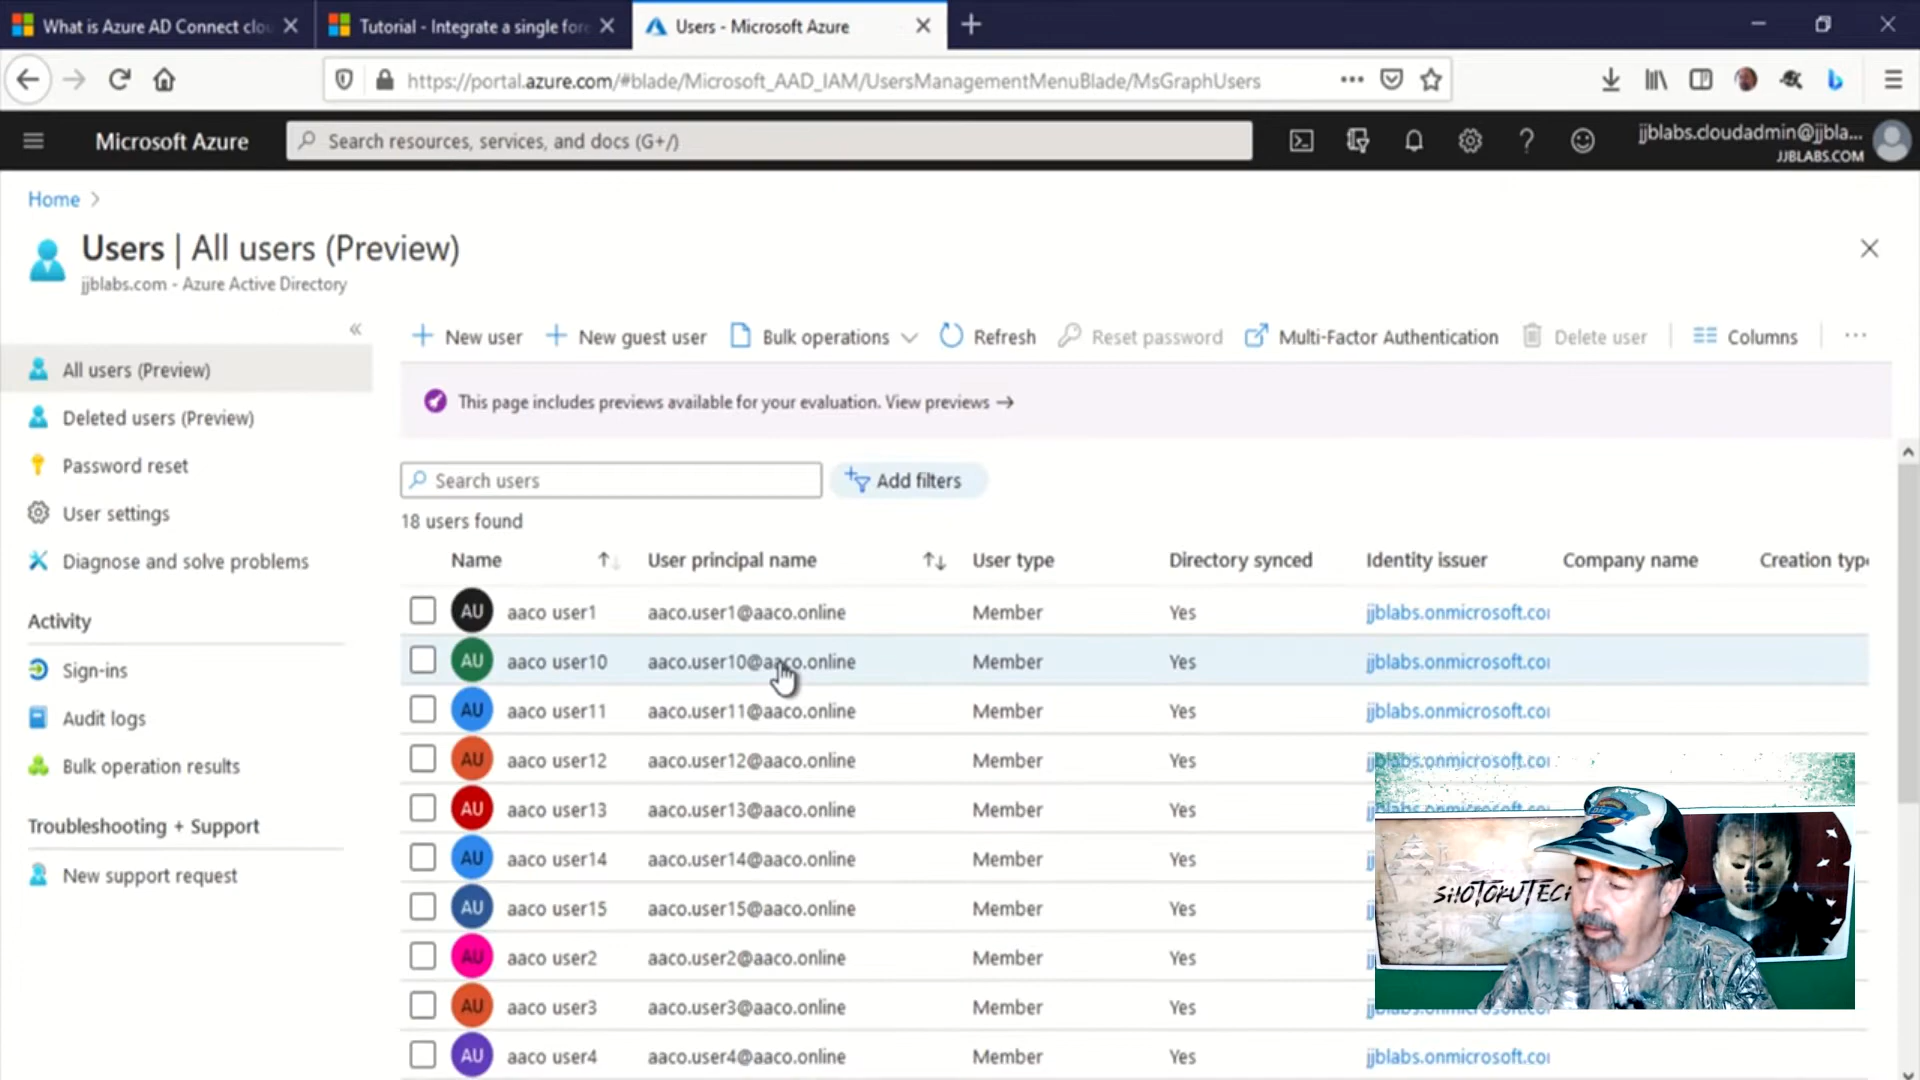 What is Azure AD Connect clou
Tutorial - Integrate a single fore
Users - Microsoft Azure
https://portal.azure.com/#blade/Microsoft_AAD_IAM/UsersManagementMenuBlade/MsGraphUsers
Microsoft Azure
Search resources, services, and docs (G+/)
jjblabs.cloudadmin@jjbla...
JJBLABS.COM
Home
Users | All users (Preview)
jjblabs.com - Azure Active Directory
All users (Preview)
Deleted users (Preview)
Password reset
User settings
Diagnose and solve problems
Activity
Sign-ins
Audit logs
Bulk operation results
Troubleshooting + Support
New support request
New user
New guest user
Bulk operations
Refresh
Reset password
Multi-Factor Authentication
Delete user
Columns
This page includes previews available for your evaluation. View previews →
Search users
Add filters
18 users found
Name User principal name User type Directory synced Identity issuer Company name Creation type
AU aaco user1 aaco.user1@aaco.online Member Yes jjblabs.onmicrosoft.co
AU aaco user10 aaco.user10@aaco.online Member Yes jjblabs.onmicrosoft.co
AU aaco user11 aaco.user11@aaco.online Member Yes jjblabs.onmicrosoft.co
AU aaco user12 aaco.user12@aaco.online Member Yes jjblabs.onmicrosoft.co
AU aaco user13 aaco.user13@aaco.online Member Yes
AU aaco user14 aaco.user14@aaco.online Member Yes
AU aaco user15 aaco.user15@aaco.online Member Yes
AU aaco user2 aaco.user2@aaco.online Member Yes
AU aaco user3 aaco.user3@aaco.online Member Yes
AU aaco user4 aaco.user4@aaco.online Member Yes jjblabs.onmicrosoft.co
SHOTOKUTECH